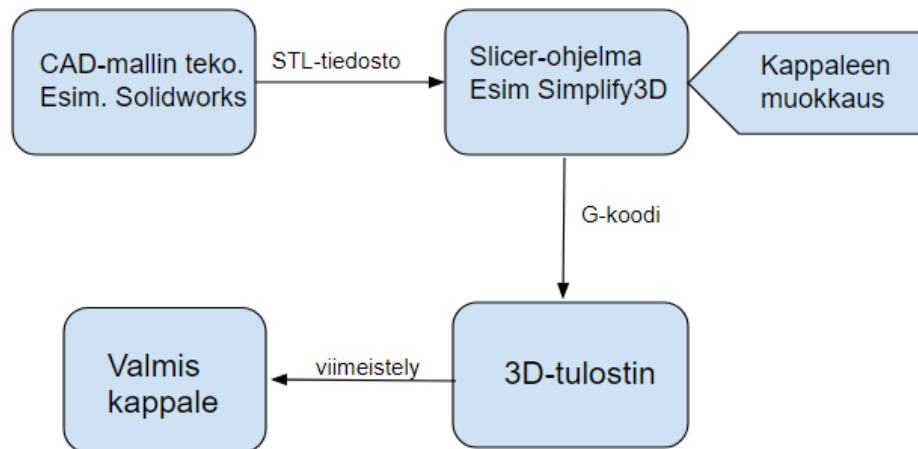 CAD-mallin teko.
Esim. Solidworks
STL-tiedosto
Slicer-ohjelma
Esim Simplify3D
Kappaleen
muokkaus
G-koodi
3D-tulostin
viimeistely
Valmis
kappale